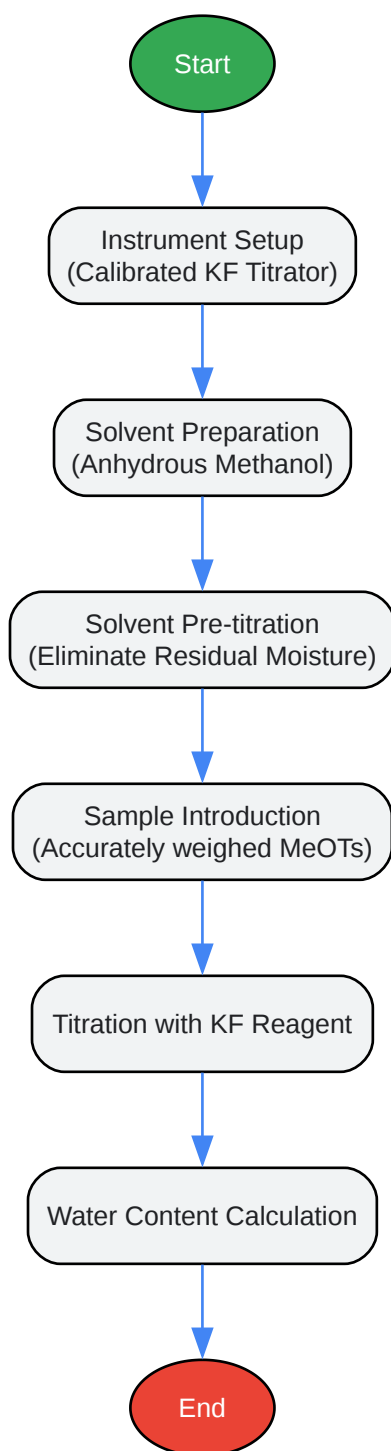 Start
Instrument Setup
(Calibrated KF Titrator)
Solvent Preparation
(Anhydrous Methanol)
Solvent Pre-titration
(Eliminate Residual Moisture)
Sample Introduction
(Accurately weighed MeOTs)
Titration with KF Reagent
Water Content Calculation
End